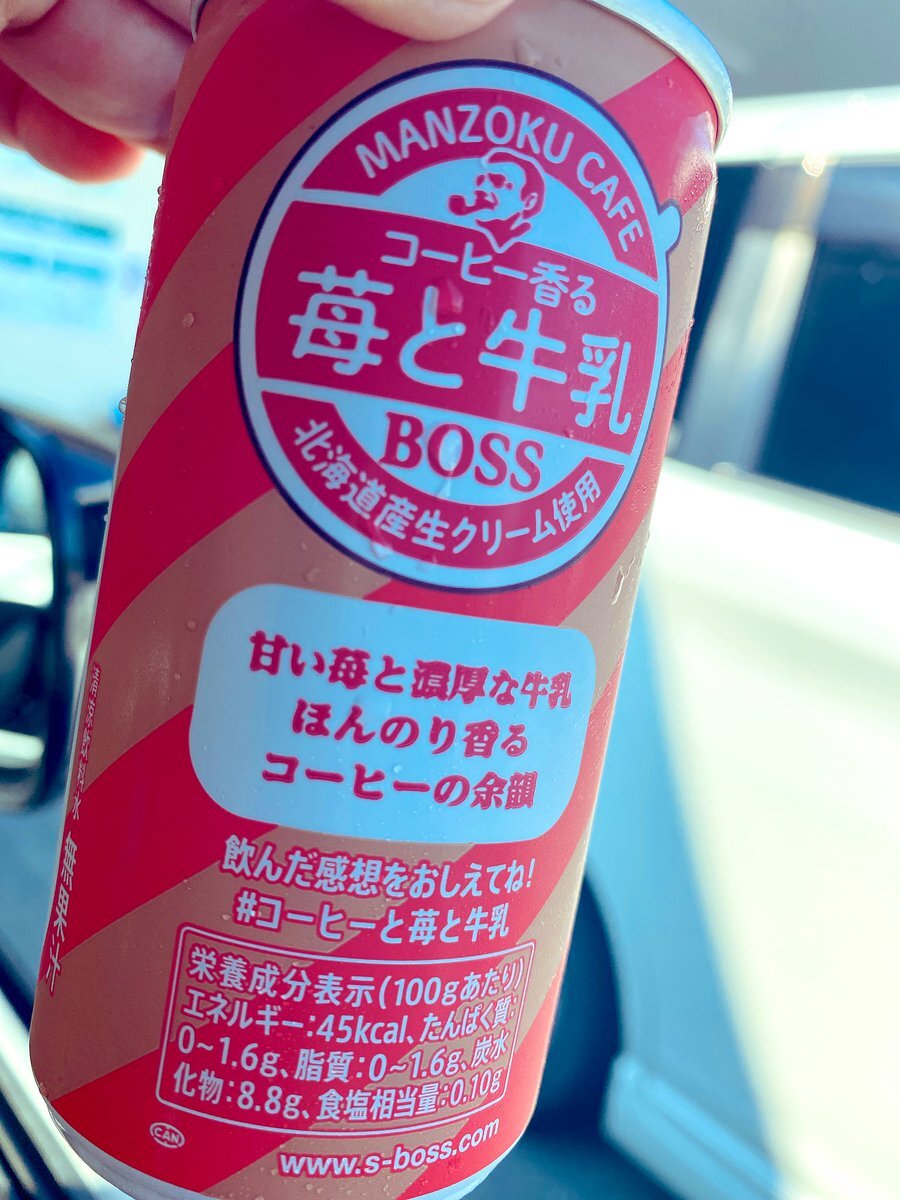 MANZOKU CAFE
コーヒー香る
苺と牛乳
BOSS
北海道産生クリーム使用
甘い苺と濃厚な牛乳
ほんのり香る
コーヒーの余韻
飲んだ感想をおしえてね!
#コーヒーと苺と牛乳
栄養成分表示(100gあたり)
エネルギー:45kcal、たんぱく質:
0~1.6g、脂質:0~1.6g、炭水
化物:8.8g、食塩相当量:0.10g
CAN
www.s-boss.com
無果汁